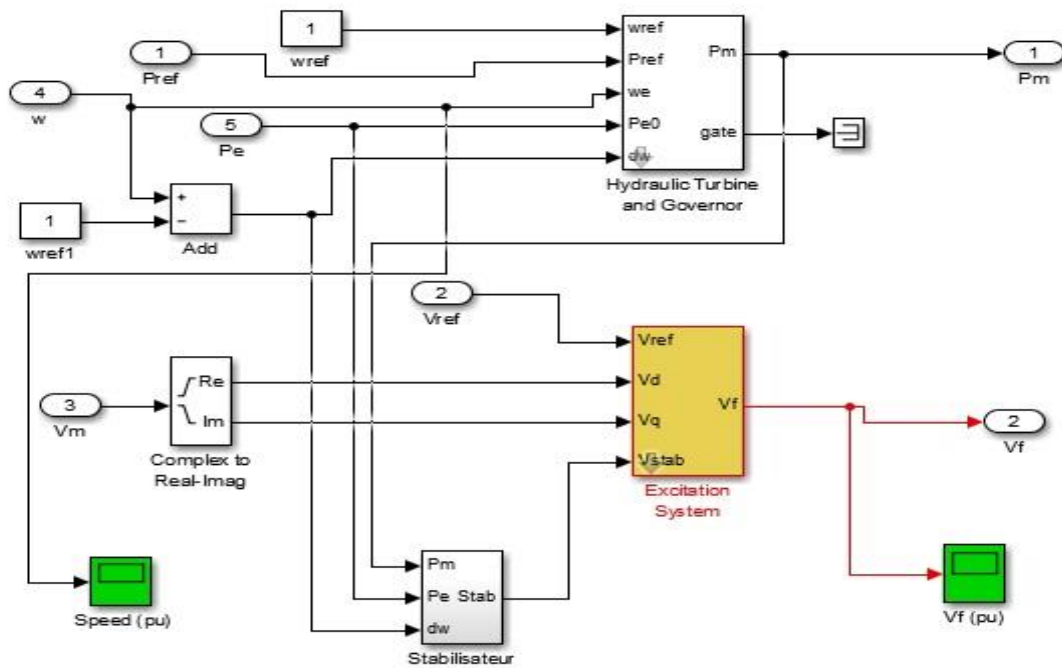 1
wref
1
Pref
4
w
5
Pe
wref
Pref
we
Pe0
dw
Pm
gate
Hydraulic Turbine
and Governor
1
Pm
+
−
Add
1
wref1
2
Vref
3
Vm
Re
Im
Complex to
Real-Imag
Vref
Vd
Vq
Vstab
Vf
Excitation
System
2
Vf
Speed (pu)
Pm
Pe
Stab
dw
Stabilisateur
Vf (pu)